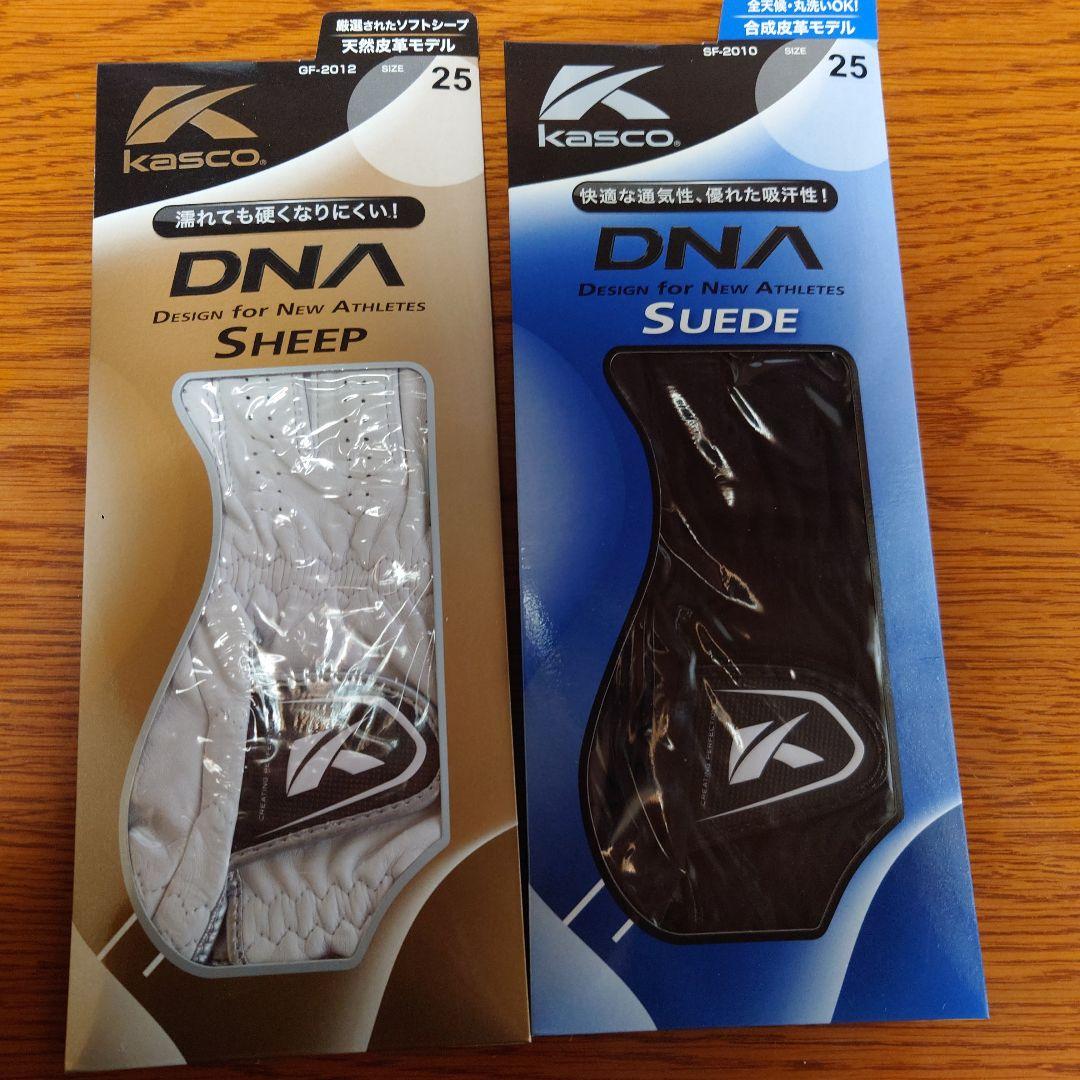 厳選されたソフトシープ
天然皮革モデル
GF-2012 SIZE 25
Kasco®
濡れても硬くなりにくい!
DNA
DESIGN for NEW ATHLETES
SHEEP
CREATING PE
全天候・丸洗いOK!
合成皮革モデル
SF-2010 SIZE 25
Kasco®
快適な通気性、優れた吸汗性!
DNA
DESIGN for NEW ATHLETES
SUEDE
CREATING PERFECT